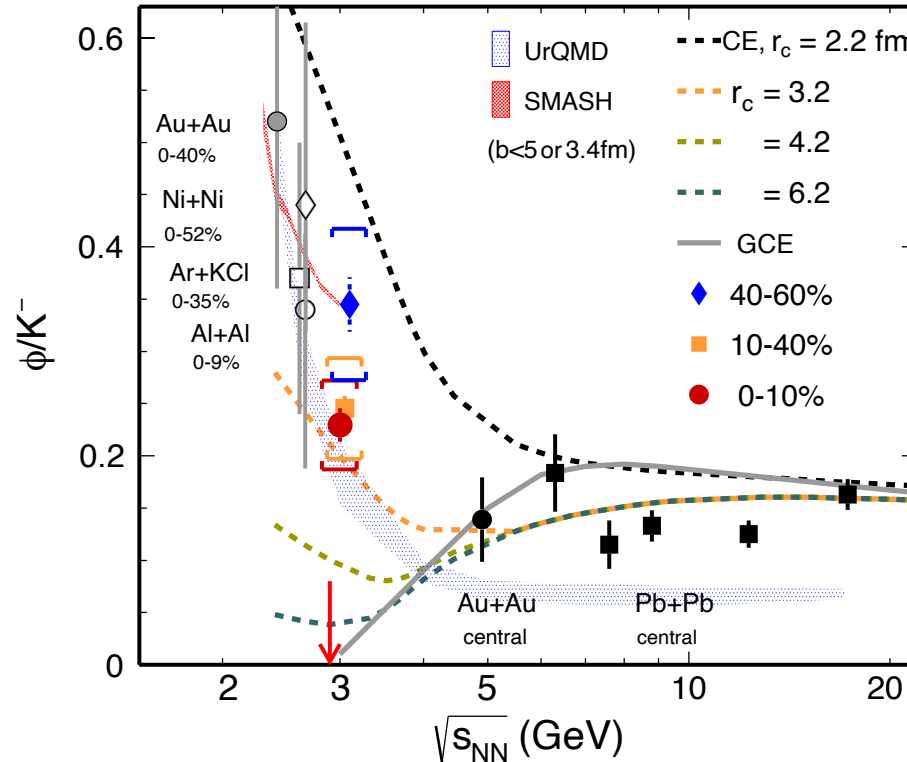 0.6
0.4
0.2
0
ϕ/K⁻
Au+Au
0-40%
Ni+Ni
0-52%
Ar+KCl
0-35%
Al+Al
0-9%
UrQMD
SMASH
(b<5 or 3.4fm)
CE, r_c = 2.2 fm
r_c = 3.2
= 4.2
= 6.2
GCE
40-60%
10-40%
0-10%
Au+Au
central
Pb+Pb
central
2 3 5 10 20
√s_NN (GeV)